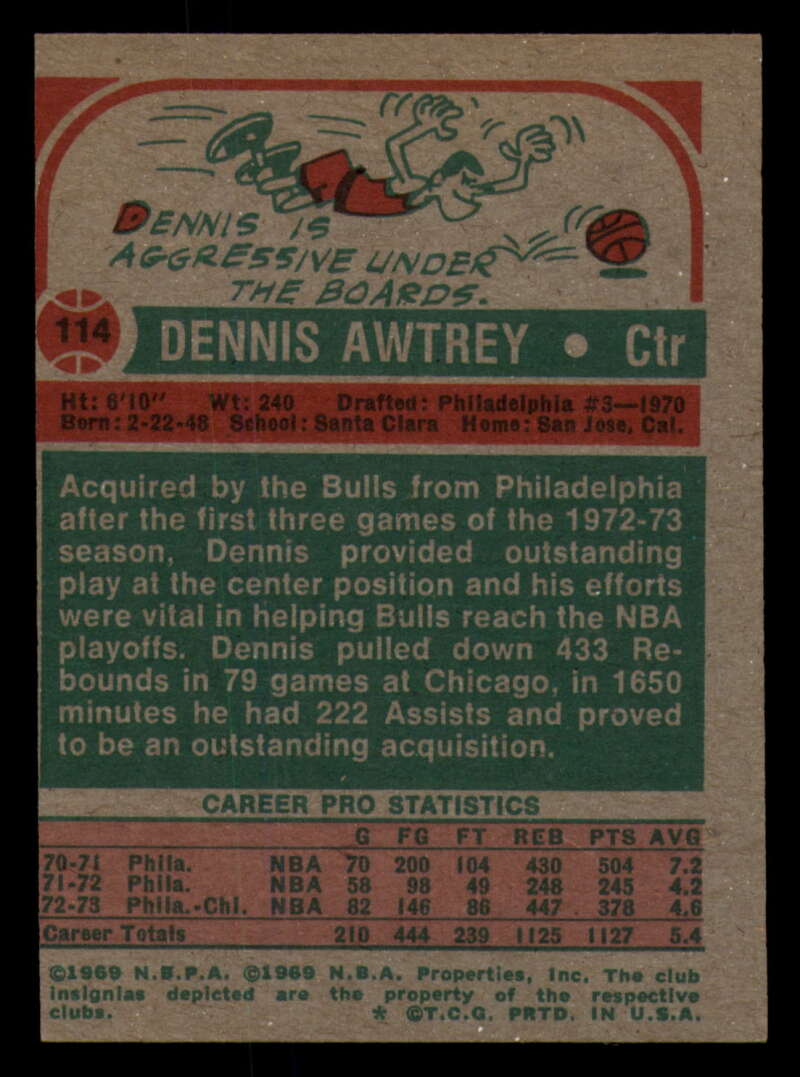 DENNIS IS
AGGRESSIVE UNDER
THE BOARDS.
114 DENNIS AWTREY • Ctr
Ht: 6'10" Wt: 240 Drafted: Philadelphia #3—1970
Born: 2-22-48 School: Santa Clara Home: San Jose, Cal.
Acquired by the Bulls from Philadelphia
after the first three games of the 1972-73
season, Dennis provided outstanding
play at the center position and his efforts
were vital in helping Bulls reach the NBA
playoffs. Dennis pulled down 433 Re-
bounds in 79 games at Chicago, in 1650
minutes he had 222 Assists and proved
to be an outstanding acquisition.
CAREER PRO STATISTICS
G FG FT REB PTS AVG
70-71 Phila. NBA 70 200 104 430 504 7.2
71-72 Phila. NBA 58 98 49 248 245 4.2
72-73 Phila.-Chi. NBA 82 146 86 447 378 4.6
Career Totals 210 444 239 1125 1127 5.4
©1969 N.B.P.A. ©1969 N.B.A. Properties, Inc. The club
insignias depicted are the property of the respective
clubs. * ©T.C.G. PRTD. IN U.S.A.